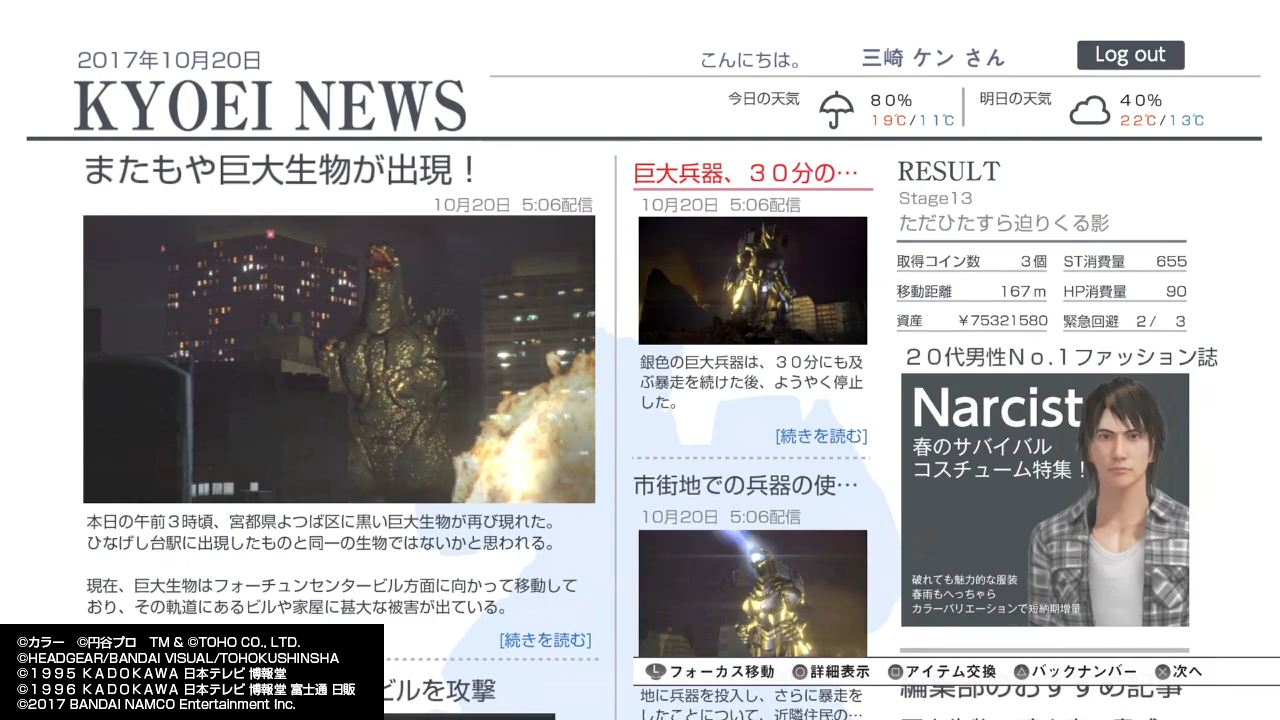 2017年10月20日
KYOEI NEWS
こんにちは。 三崎 ケン さん
Log out
今日の天気
80%
19℃/11℃
明日の天気
40%
22℃/13℃
またもや巨大生物が出現！
10月20日 5:06配信
本日の午前３時頃、宮都県よつば区に黒い巨大生物が再び現れた。
ひなげし台駅に出現したものと同一の生物ではないかと思われる。
現在、巨大生物はフォーチュンセンタービル方面に向かって移動して
おり、その軌道にあるビルや家屋に甚大な被害が出ている。
[続きを読む]
ビルを攻撃
巨大兵器、３０分の…
10月20日 5:06配信
銀色の巨大兵器は、３０分にも及
ぶ暴走を続けた後、ようやく停止
した。
[続きを読む]
市街地での兵器の使…
10月20日 5:06配信
地に兵器を投入し、さらに暴走を
したことについて、近隣住民の…
RESULT
Stage13
ただひたすら迫りくる影
取得コイン数 3個
ST消費量 655
移動距離 167m
HP消費量 90
資産 ￥75321580
緊急回避 2/ 3
２０代男性Ｎｏ.１ファッション誌
Narcist
春のサバイバル
コスチューム特集！
破れても魅力的な服装
春雨もへっちゃら
カラーバリエーションで短納期増量
編集部のおすすめ記事
L フォーカス移動 詳細表示 アイテム交換 バックナンバー 次へ
©カラー ©円谷プロ TM & ©TOHO CO., LTD.
©HEADGEAR/BANDAI VISUAL/TOHOKUSHINSHA
©1995 KADOKAWA 日本テレビ 博報堂
©1996 KADOKAWA 日本テレビ 博報堂 富士通 日販
©2017 BANDAI NAMCO Entertainment Inc.